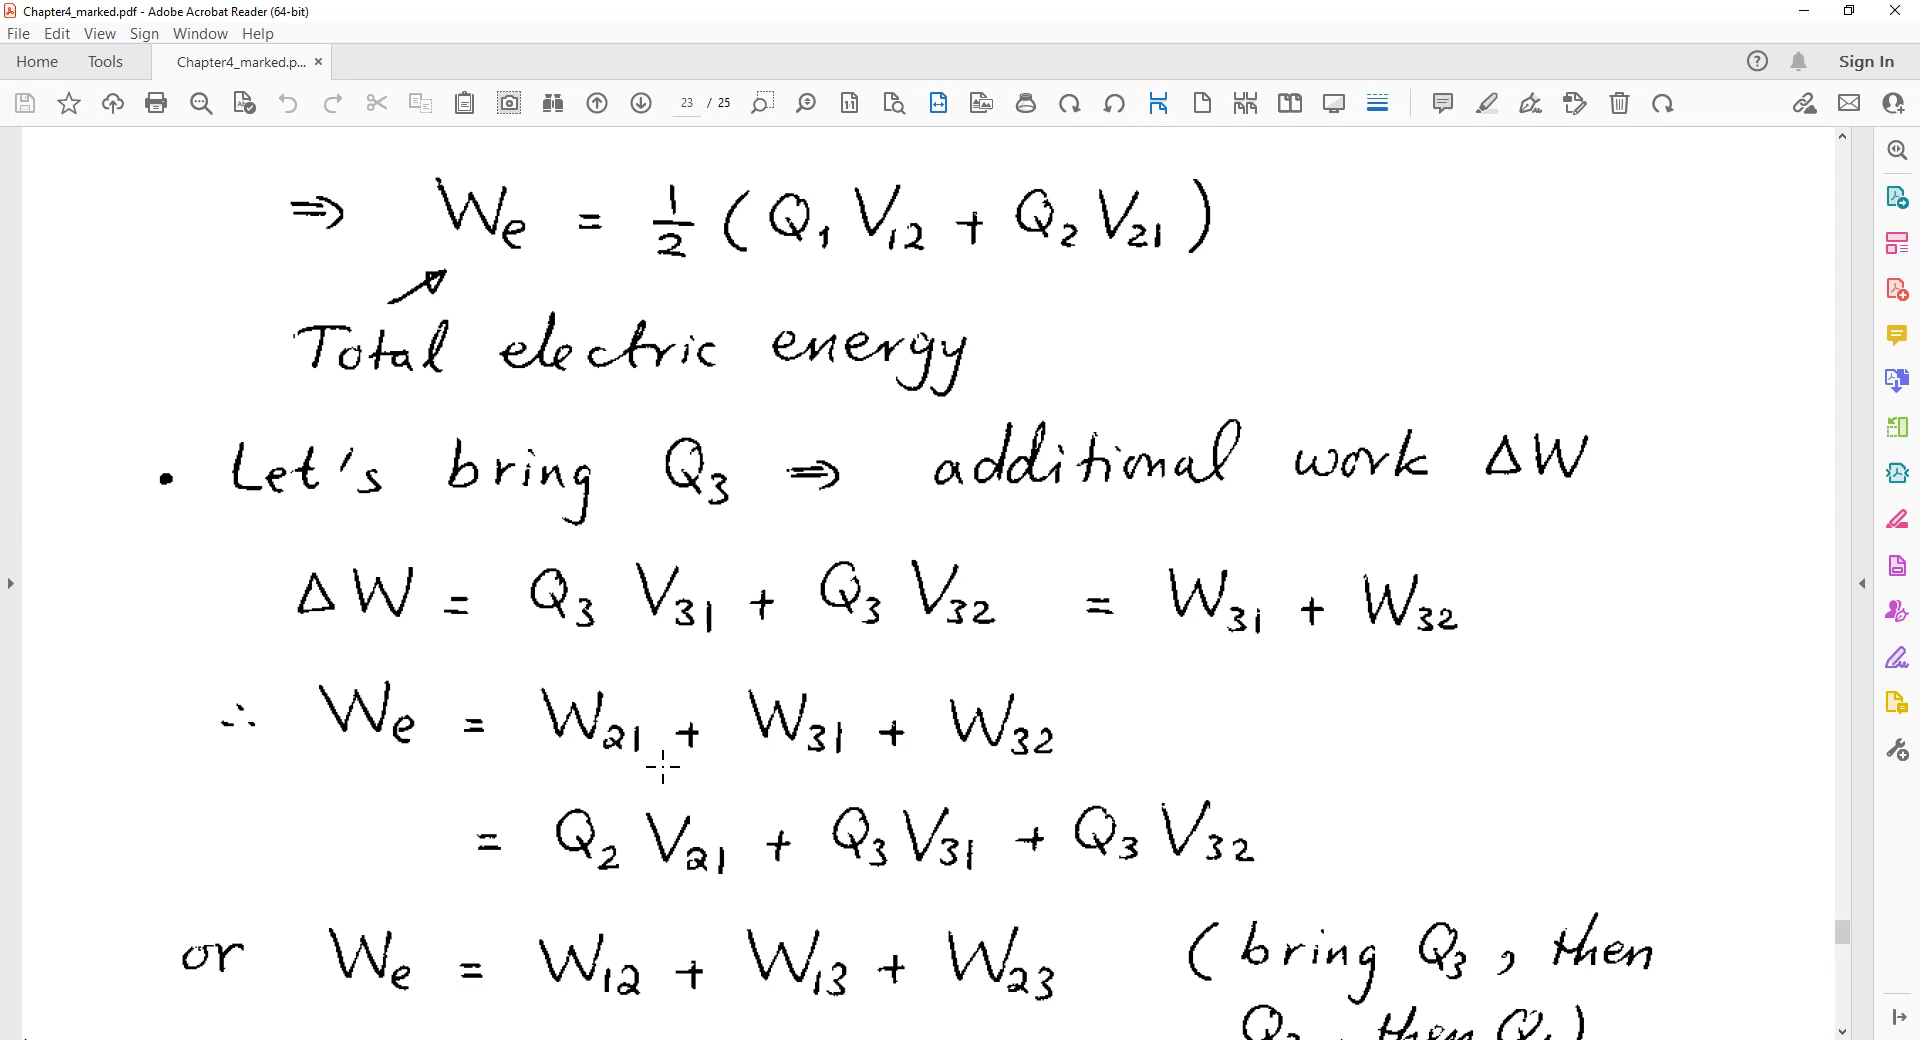 Chapter4_marked.pdf - Adobe Acrobat Reader (64-bit)
File Edit View Sign Window Help
Home Tools Chapter4_marked.p... × Sign In
23 / 25
⇒ We = 1/2 ( Q₁ V₁₂ + Q₂ V₂₁ )
Total electric energy
• Let's bring Q₃ ⇒ additional work ΔW
ΔW = Q₃ V₃₁ + Q₃ V₃₂ = W₃₁ + W₃₂
∴ We = W₂₁ + W₃₁ + W₃₂
= Q₂ V₂₁ + Q₃ V₃₁ + Q₃ V₃₂
or We = W₁₂ + W₁₃ + W₂₃ ( bring Q₃ , then
Q₂ , then Q₁ )